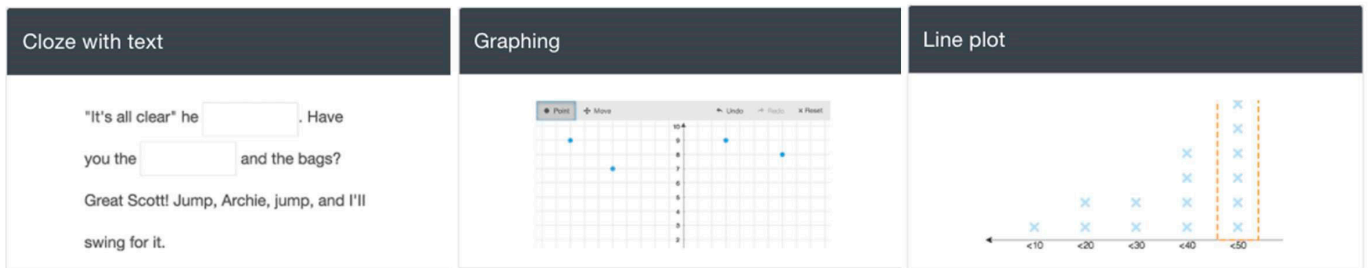 Cloze with text
"It's all clear" he . Have
you the and the bags?
Great Scott! Jump, Archie, jump, and I'll
swing for it.
Graphing
Point Move Undo Redo Reset
10
9
8
7
6
5
4
3
2
Line plot
<10 <20 <30 <40 <50